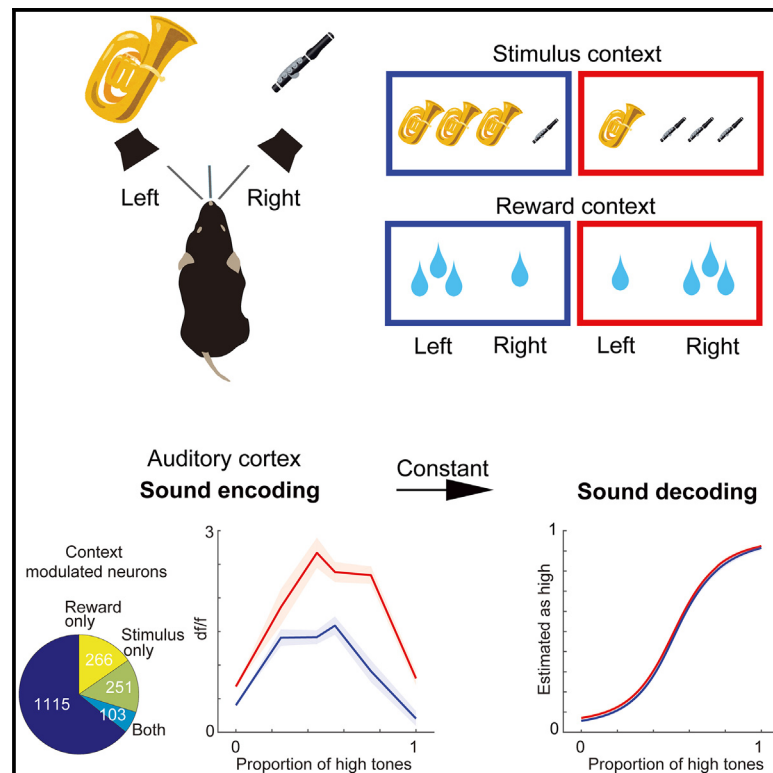 Left
Right
Stimulus context
Reward context
Left
Right
Left
Right
Auditory cortex
Sound encoding
Constant
Sound decoding
Context
modulated neurons
Reward
only
Stimulus
only
266
251
103
1115
Both
3
df/f
0
0
1
Proportion of high tones
1
Estimated as high
0
0
1
Proportion of high tones